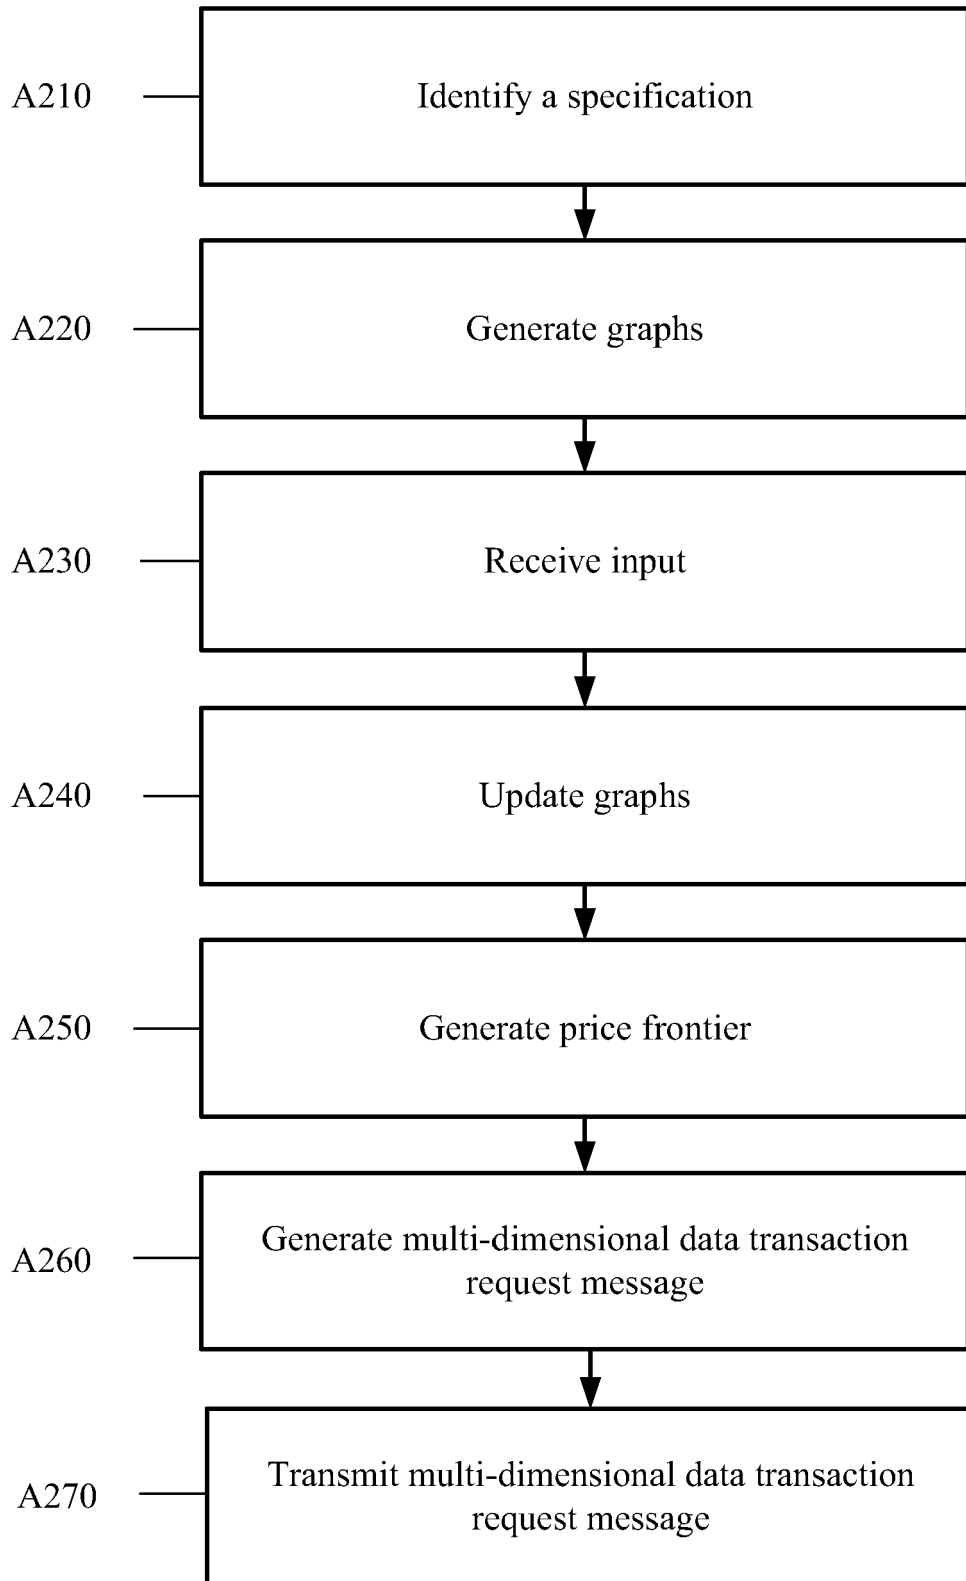 A210
Identify a specification
A220
Generate graphs
A230
Receive input
A240
Update graphs
A250
Generate price frontier
A260
Generate multi-dimensional data transaction
request message
A270
Transmit multi-dimensional data transaction
request message